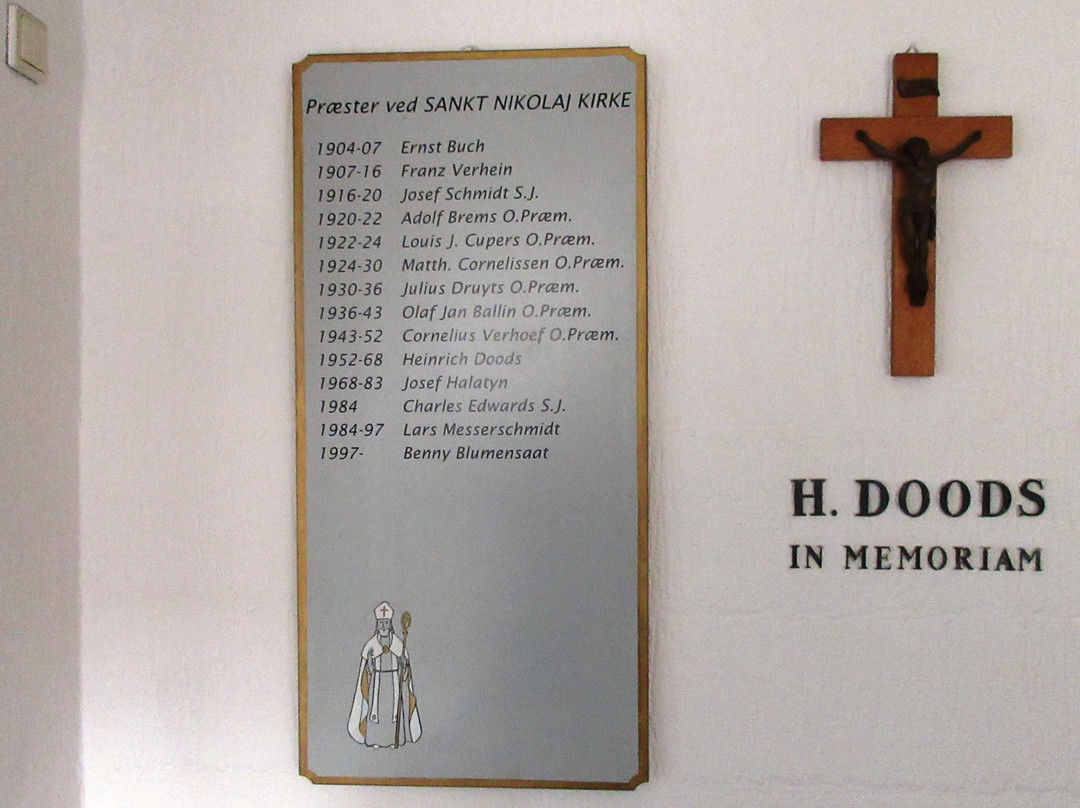 Præster ved SANKT NIKOLAJ KIRKE
1904-07 Ernst Buch
1907-16 Franz Verhein
1916-20 Josef Schmidt S.J.
1920-22 Adolf Brems O.Præm.
1922-24 Louis J. Cupers O.Præm.
1924-30 Matth. Cornelissen O.Præm.
1930-36 Julius Druyts O.Præm.
1936-43 Olaf Jan Ballin O.Præm.
1943-52 Cornelius Verhoef O.Præm.
1952-68 Heinrich Doods
1968-83 Josef Halatyn
1984 Charles Edwards S.J.
1984-97 Lars Messerschmidt
1997- Benny Blumensaat
H. DOODS
IN MEMORIAM